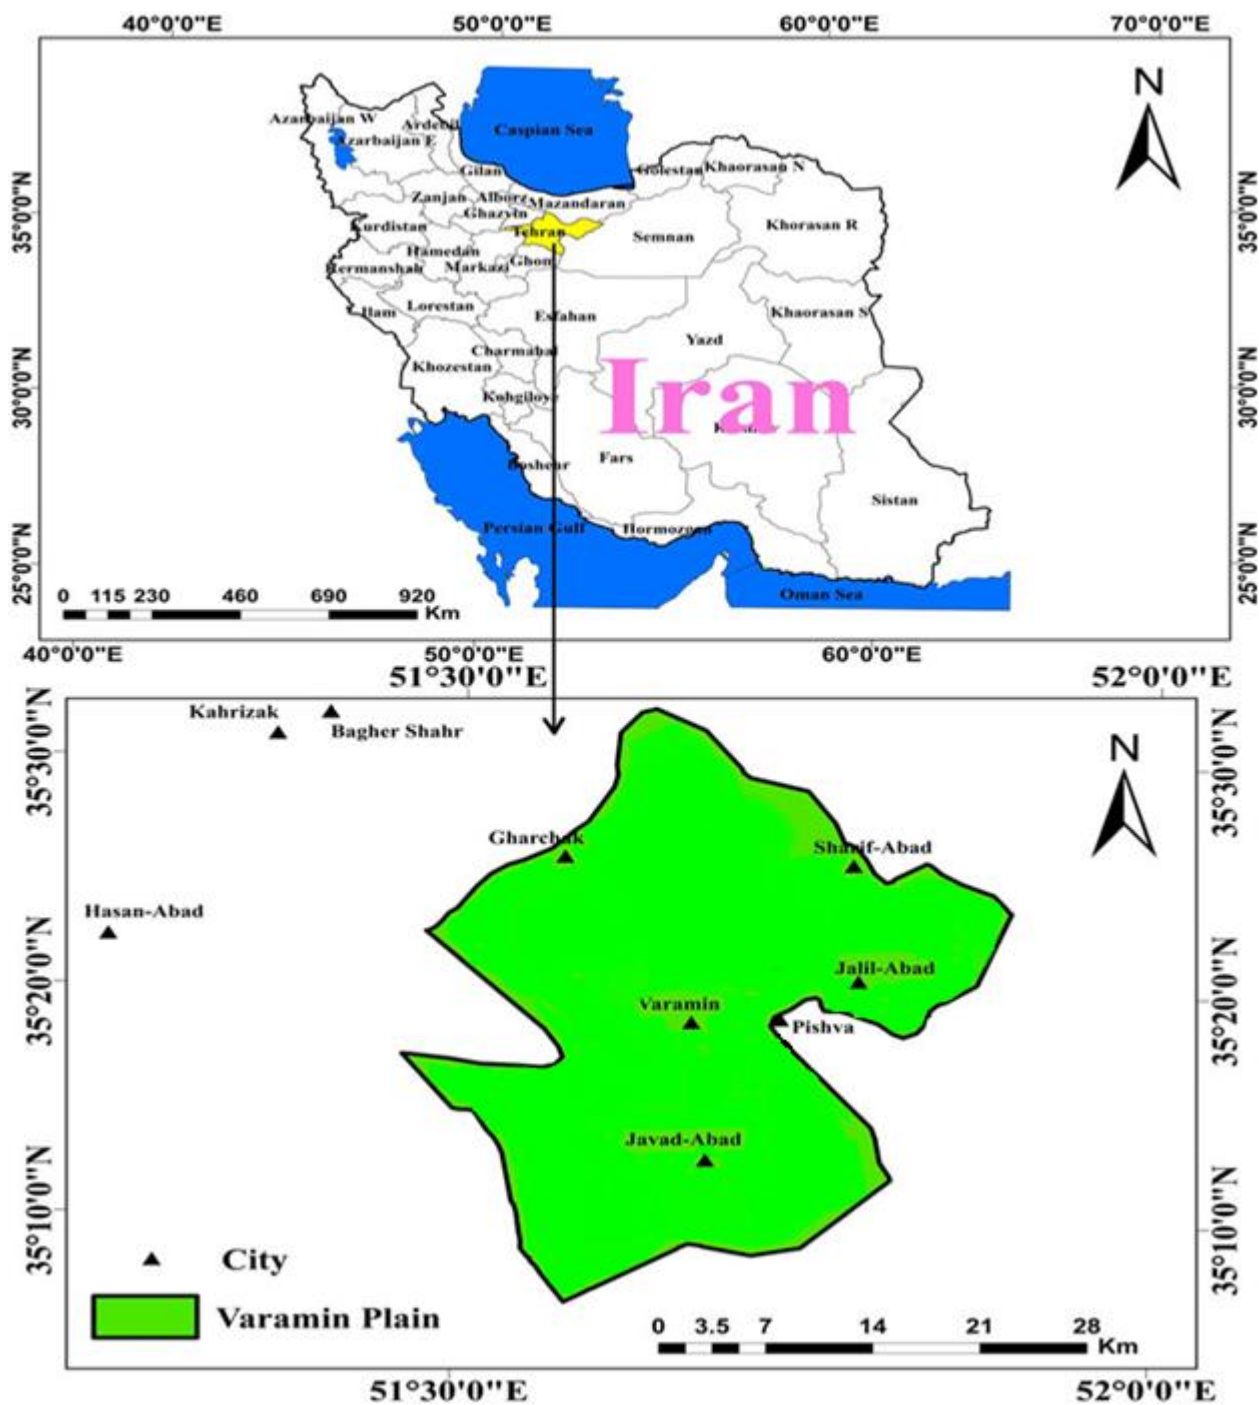 40°0'0"E 50°0'0"E 60°0'0"E 70°0'0"E
N
Azarbaijan W
Ardebil
Azarbaijan E
Caspian Sea
Gilan
Golestan
Khaorasan N
Zanjan
Alborz
Mazandaran
Ghazvin
Kurdistan
Tehran
Semnan
Khorasan R
Hamedan
Ghom
Kermanshah
Markazi
Ilam
Lorestan
Esfahan
Khaorasan S
Yazd
Charmahal
Khozestan
Iran
Kohgiloye
Fars
Boshehr
Sistan
Persian Gulf
Hormozgan
Oman Sea
35°0'0"N
30°0'0"N
25°0'0"N
35°0'0"N
30°0'0"N
25°0'0"N
0 115 230 460 690 920
Km
40°0'0"E 50°0'0"E 60°0'0"E
51°30'0"E 52°0'0"E
Kahrizak
Bagher Shahr
N
Gharchak
Sharif-Abad
Hasan-Abad
Jalil-Abad
Varamin
Pishva
Javad-Abad
35°30'0"N
35°20'0"N
35°10'0"N
35°30'0"N
35°20'0"N
35°10'0"N
City
Varamin Plain
0 3.5 7 14 21 28
Km
51°30'0"E 52°0'0"E